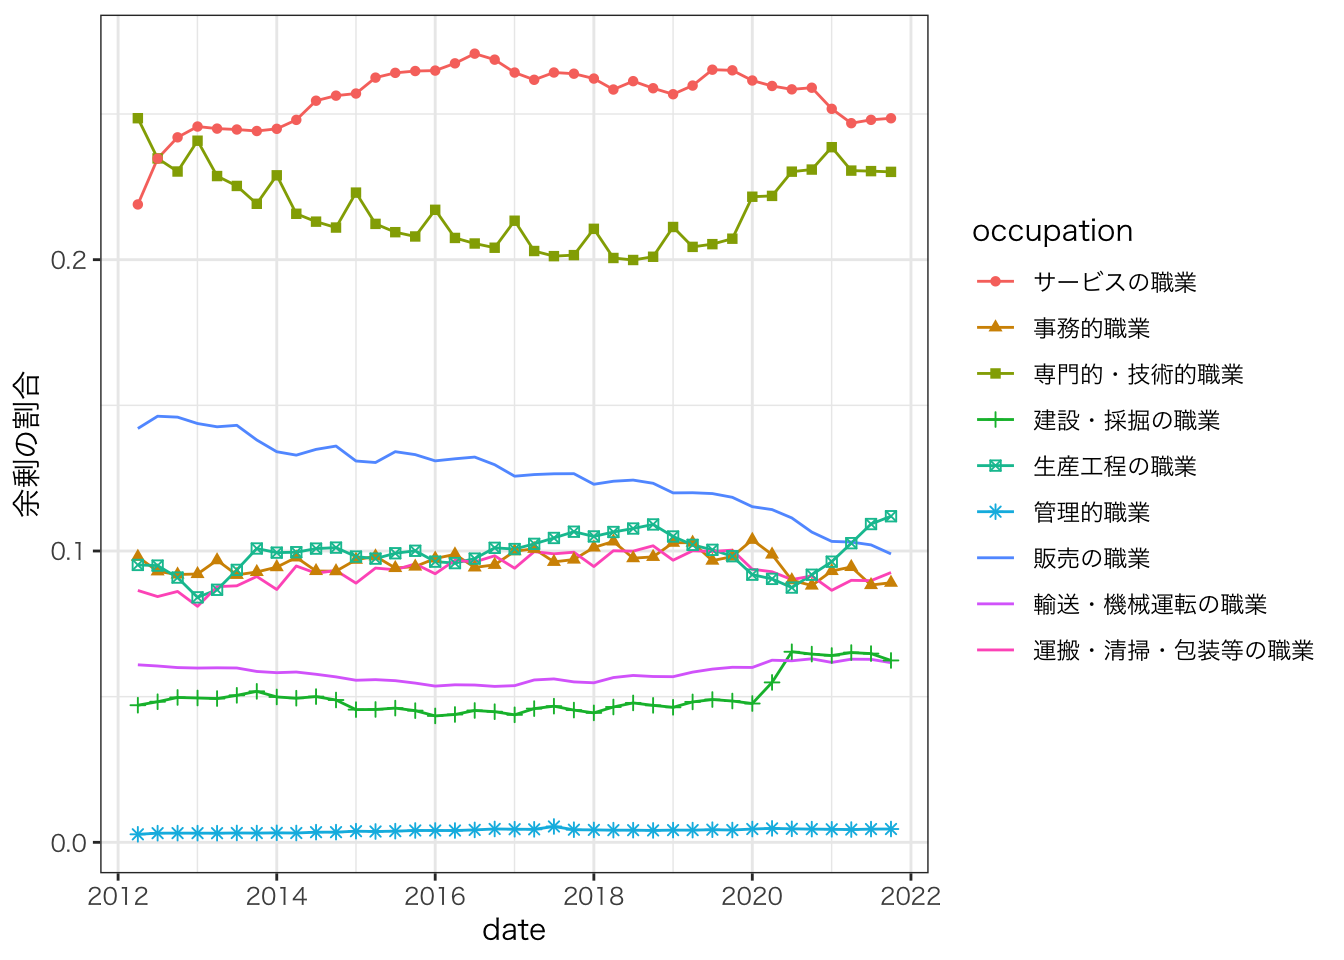 余剰の割合
0.2
0.1
0.0
2012 2014 2016 2018 2020 2022
date
occupation
サービスの職業
事務的職業
専門的・技術的職業
建設・採掘の職業
生産工程の職業
管理的職業
販売の職業
輸送・機械運転の職業
運搬・清掃・包装等の職業